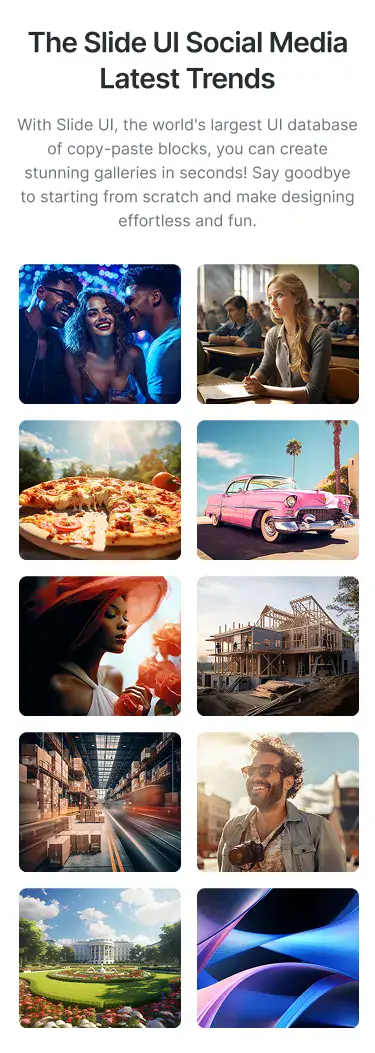 The Slide UI Social Media
Latest Trends
With Slide UI, the world's largest UI database
of copy-paste blocks, you can create
stunning galleries in seconds! Say goodbye
to starting from scratch and make designing
effortless and fun.